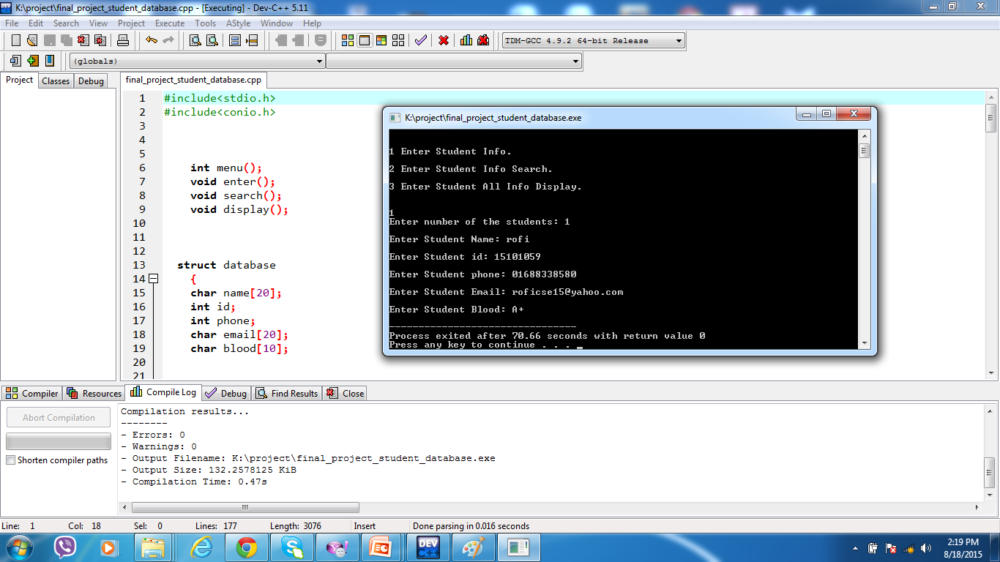 K:\project\final_project_student_database.cpp - [Executing] - Dev-C++ 5.11
File Edit Search View Project Execute Tools AStyle Window Help
TDM-GCC 4.9.2 64-bit Release
(globals)
Project Classes Debug
final_project_student_database.cpp
1 #include<stdio.h>
2 #include<conio.h>
3
4
5
6 int menu();
7 void enter();
8 void search();
9 void display();
10
11
12
13 struct database
14 {
15 char name[20];
16 int id;
17 int phone;
18 char email[20];
19 char blood[10];
20
21
K:\project\final_project_student_database.exe
1 Enter Student Info.
2 Enter Student Info Search.
3 Enter Student All Info Display.
1
Enter number of the students: 1
Enter Student Name: rofi
Enter Student id: 15101059
Enter Student phone: 01688338580
Enter Student Email: roficse15@yahoo.com
Enter Student Blood: A+
--------------------------------
Process exited after 70.66 seconds with return value 0
Press any key to continue . . .
Compiler Resources Compile Log Debug Find Results Close
Abort Compilation
Shorten compiler paths
Compilation results...
--------
- Errors: 0
- Warnings: 0
- Output Filename: K:\project\final_project_student_database.exe
- Output Size: 132.2578125 KiB
- Compilation Time: 0.47s
Line: 1 Col: 18 Sel: 0 Lines: 177 Length: 3076 Insert Done parsing in 0.016 seconds
DEV C++
2:19 PM
8/18/2015